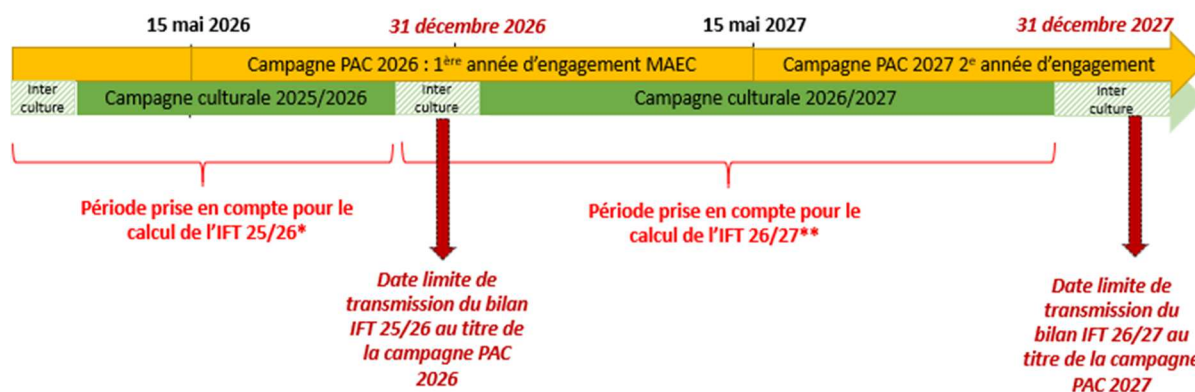 15 mai 2026
31 décembre 2026
15 mai 2027
31 décembre 2027
Campagne PAC 2026 : 1ère année d’engagement MAEC
Campagne PAC 2027 2e année d’engagement
Inter
culture
Campagne culturale 2025/2026
Inter
culture
Campagne culturale 2026/2027
Inter
culture
Période prise en compte pour le
calcul de l’IFT 25/26*
Période prise en compte pour le
calcul de l’IFT 26/27**
Date limite de
transmission du bilan
IFT 25/26 au titre de
la campagne PAC
2026
Date limite de
transmission du
bilan IFT 26/27 au
titre de la campagne
PAC 2027